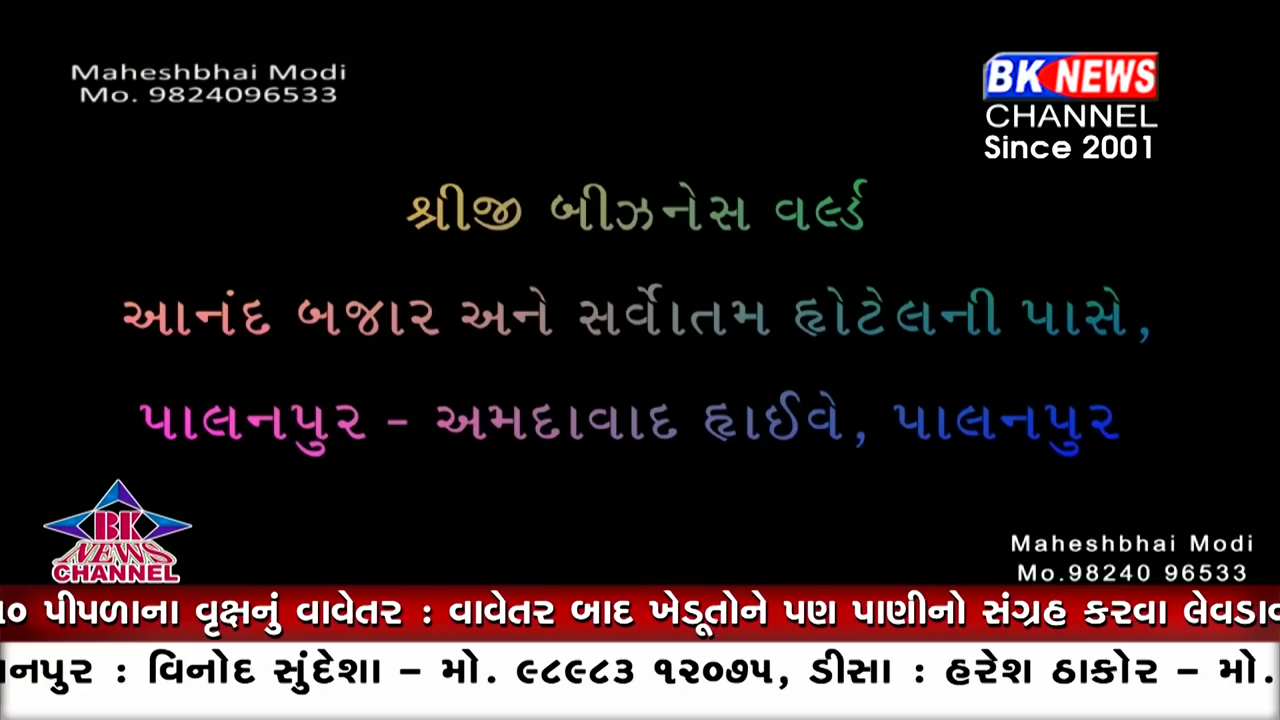 Maheshbhai Modi
Mo. 9824096533
BK NEWS
CHANNEL
Since 2001
શ્રીજી બીઝનેસ વર્લ્ડ
આનંદ બજાર અને સર્વોતમ હોટેલની પાસે,
પાલનપુર - અમદાવાદ હાઈવે, પાલનપુર
BK
NEWS
CHANNEL
Maheshbhai Modi
Mo.98240 96533
પીપળાના વૃક્ષનું વાવેતર : વાવેતર બાદ ખેડૂતોને પણ પાણીનો સંગ્રહ કરવા
: વિનોદ સુંદેશા – મો. ૯૮૯૮૩ ૧૨૦૭૫, ડીસા : હરેશ ઠાકોર – મો.